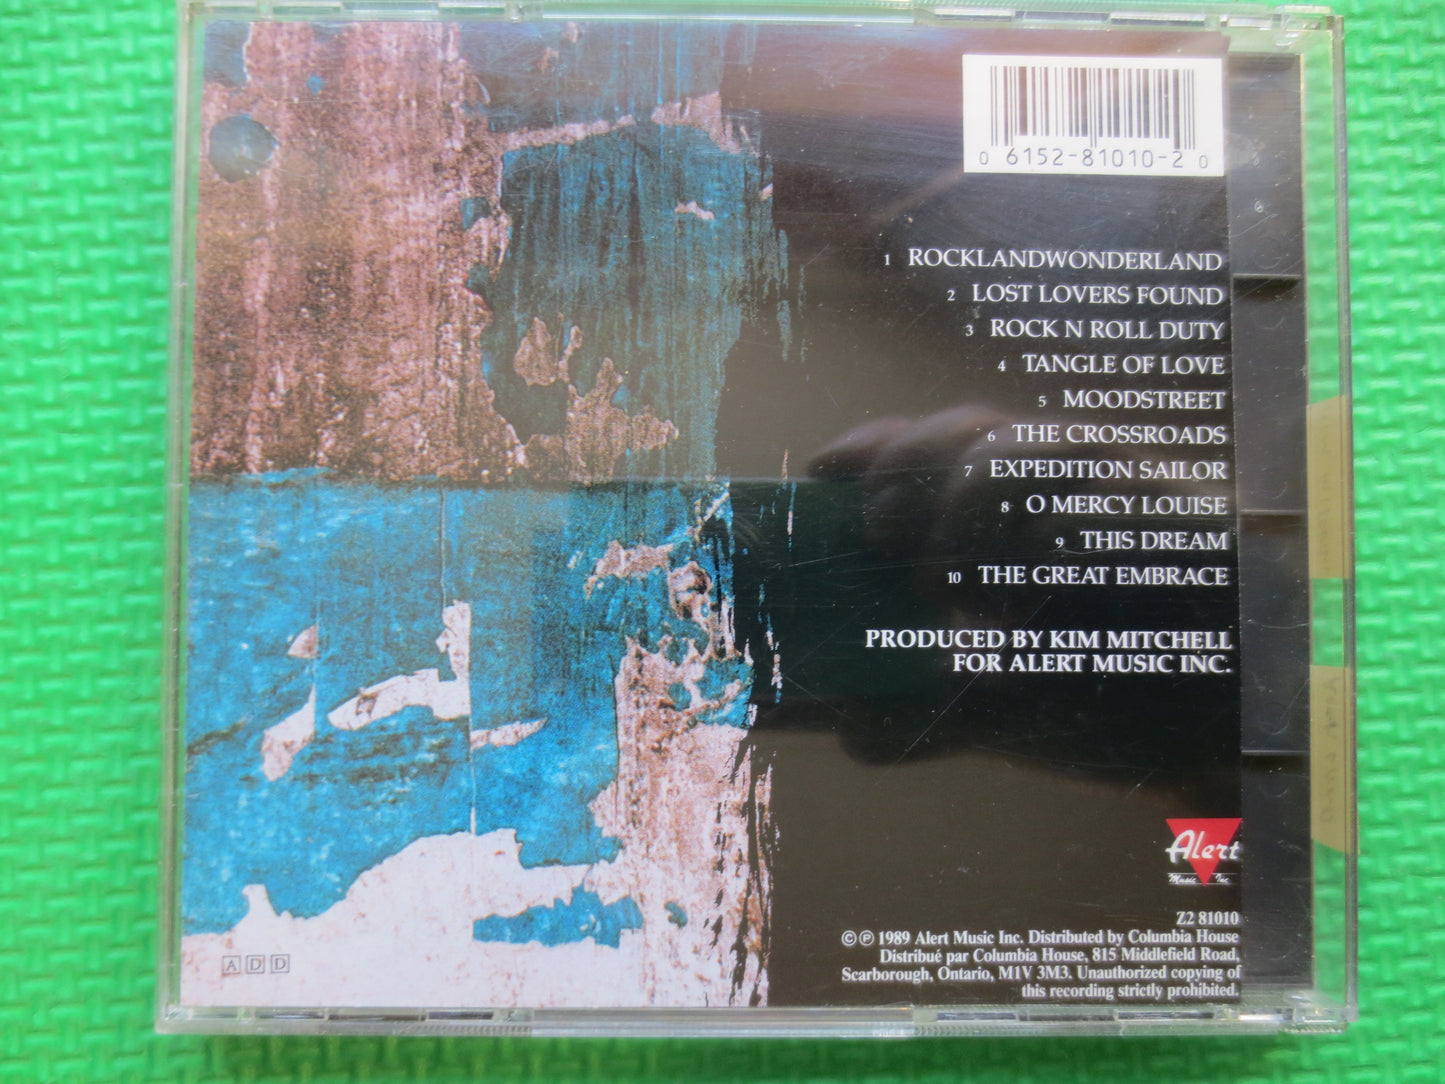 0 6152-81010-2 0
1 ROCKLANDWONDERLAND
2 LOST LOVERS FOUND
3 ROCK N ROLL DUTY
4 TANGLE OF LOVE
5 MOODSTREET
6 THE CROSSROADS
7 EXPEDITION SAILOR
8 O MERCY LOUISE
9 THIS DREAM
10 THE GREAT EMBRACE
PRODUCED BY KIM MITCHELL
FOR ALERT MUSIC INC.
Alert
Music Inc
Z2 81010
© ℗ 1989 Alert Music Inc. Distributed by Columbia House
Distribué par Columbia House, 815 Middlefield Road,
Scarborough, Ontario, M1V 3M3. Unauthorized copying of
this recording strictly prohibited.
A D D